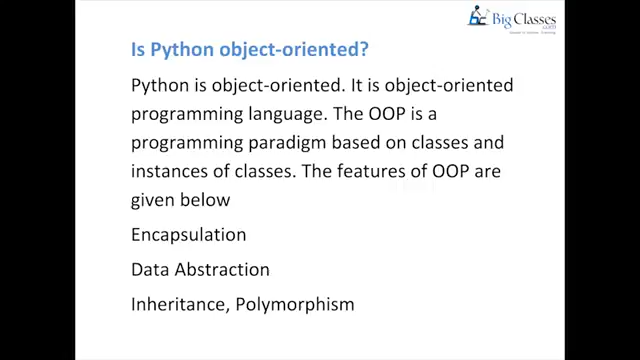 Big Classes
.com
Is Python object-oriented?
Python is object-oriented. It is object-oriented
programming language. The OOP is a
programming paradigm based on classes and
instances of classes. The features of OOP are
given below
Encapsulation
Data Abstraction
Inheritance, Polymorphism